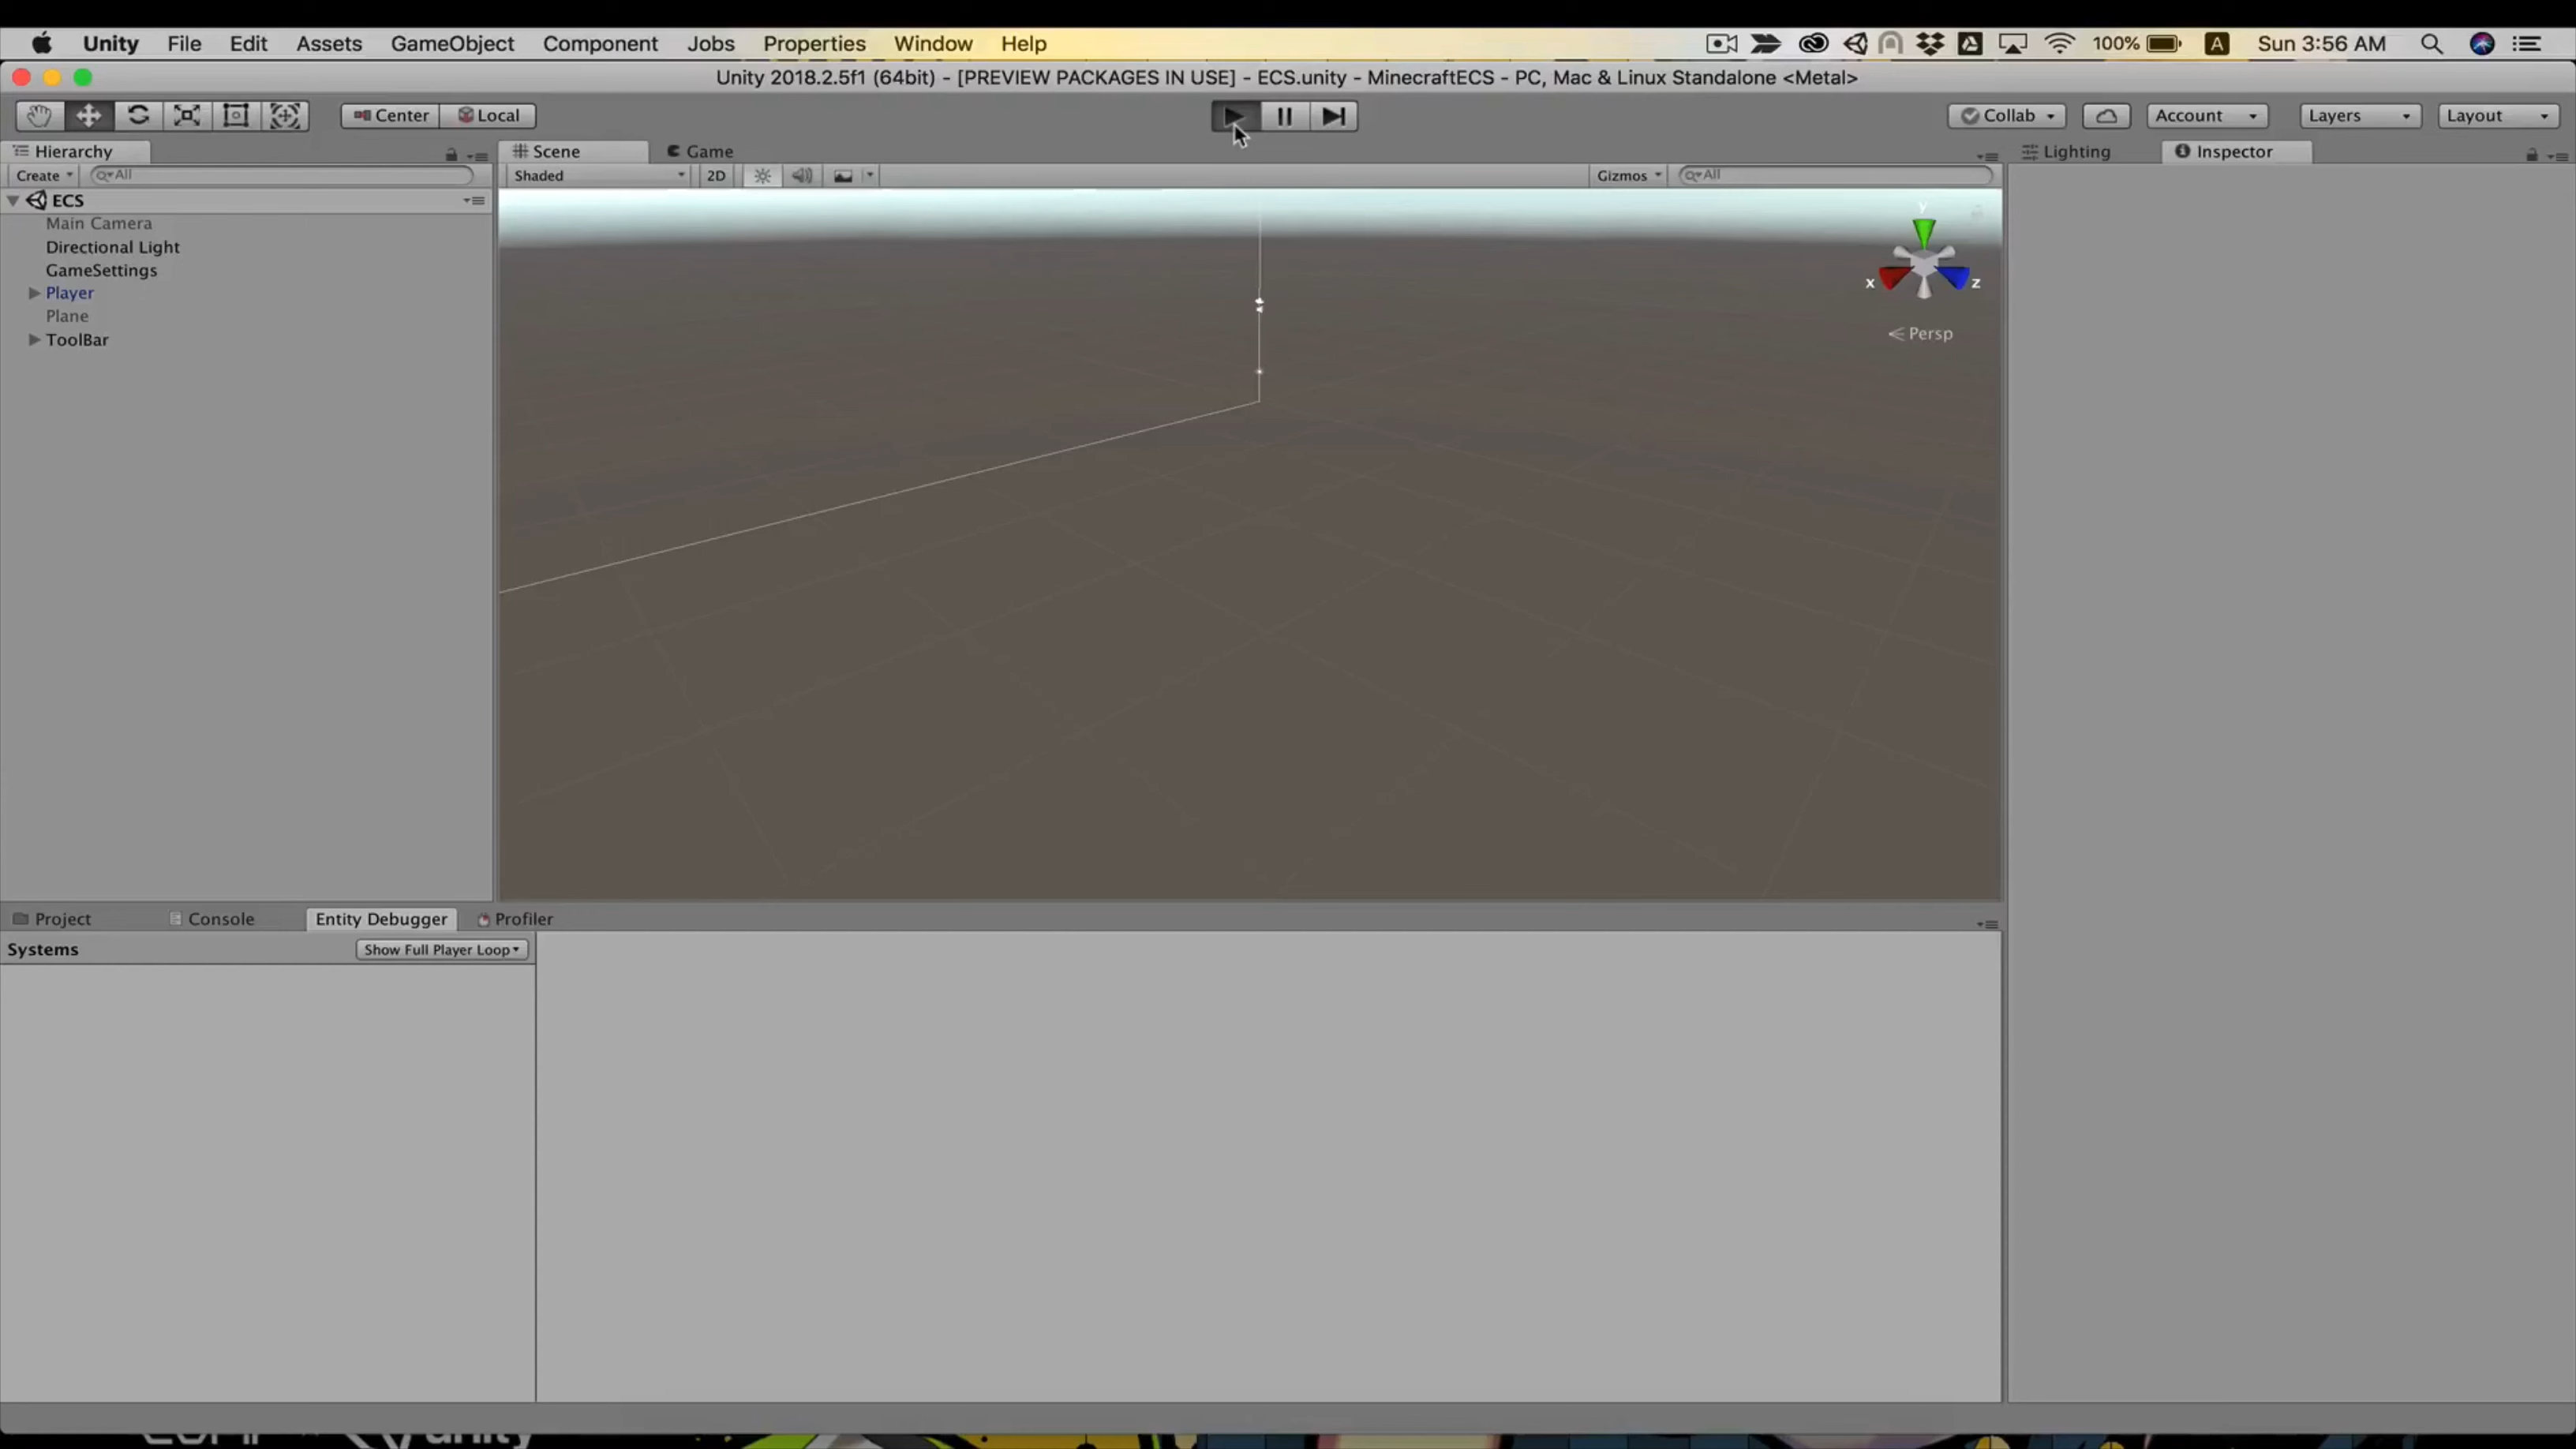 Unity File Edit Assets GameObject Component Jobs Properties Window Help 100% A Sun 3:56 AM
Unity 2018.2.5f1 (64bit) - [PREVIEW PACKAGES IN USE] - ECS.unity - MinecraftECS - PC, Mac & Linux Standalone <Metal>
Center Local Collab Account Layers Layout
Hierarchy Scene Game Lighting Inspector
Create All Shaded 2D Gizmos All
ECS
Main Camera
Directional Light
GameSettings
Player
Plane
ToolBar
y
x z
Persp
Project Console Entity Debugger Profiler
Systems Show Full Player Loop
unity